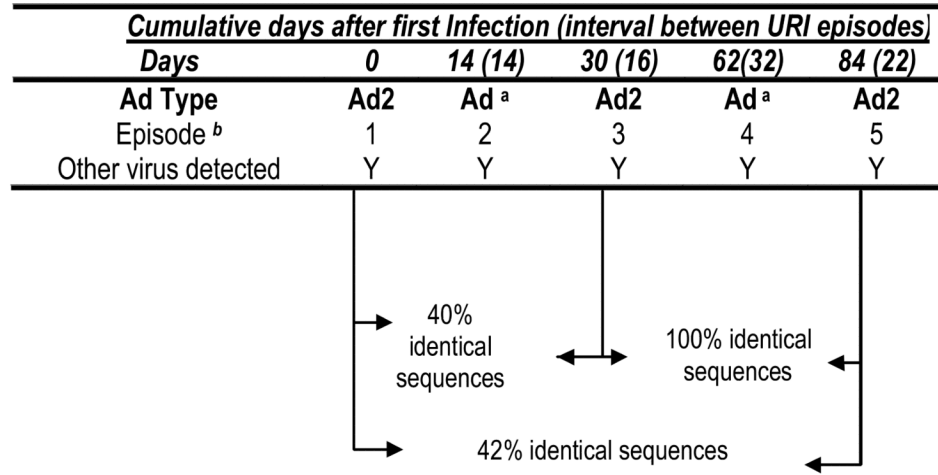 Cumulative days after first Infection (interval between URI episodes)
Days 0 14 (14) 30 (16) 62(32) 84 (22)
Ad Type Ad2 Ad a Ad2 Ad a Ad2
Episode b 1 2 3 4 5
Other virus detected Y Y Y Y Y
40%
identical
sequences
100% identical
sequences
42% identical sequences